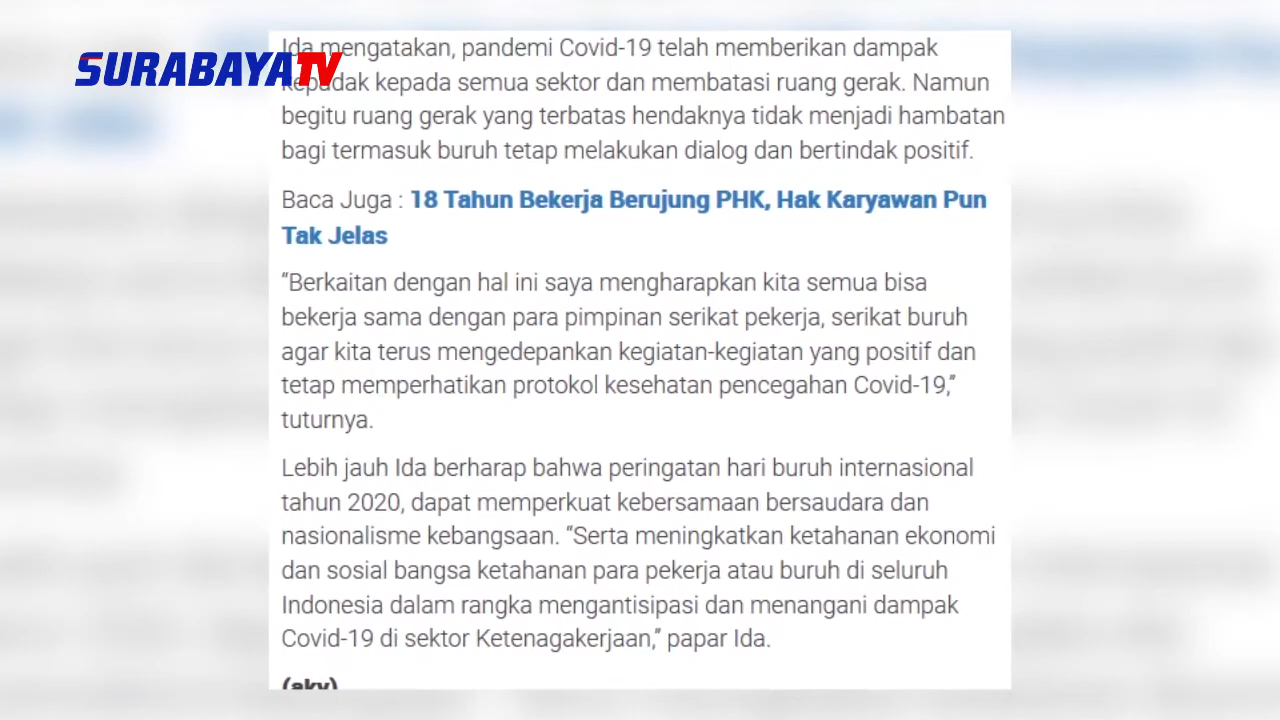 SURABAYATV
Ida mengatakan, pandemi Covid-19 telah memberikan dampak
kepadak kepada semua sektor dan membatasi ruang gerak. Namun
begitu ruang gerak yang terbatas hendaknya tidak menjadi hambatan
bagi termasuk buruh tetap melakukan dialog dan bertindak positif.
Baca Juga : 18 Tahun Bekerja Berujung PHK, Hak Karyawan Pun
Tak Jelas
“Berkaitan dengan hal ini saya mengharapkan kita semua bisa
bekerja sama dengan para pimpinan serikat pekerja, serikat buruh
agar kita terus mengedepankan kegiatan-kegiatan yang positif dan
tetap memperhatikan protokol kesehatan pencegahan Covid-19,”
tuturnya.
Lebih jauh Ida berharap bahwa peringatan hari buruh internasional
tahun 2020, dapat memperkuat kebersamaan bersaudara dan
nasionalisme kebangsaan. “Serta meningkatkan ketahanan ekonomi
dan sosial bangsa ketahanan para pekerja atau buruh di seluruh
Indonesia dalam rangka mengantisipasi dan menangani dampak
Covid-19 di sektor Ketenagakerjaan,” papar Ida.
(aky)